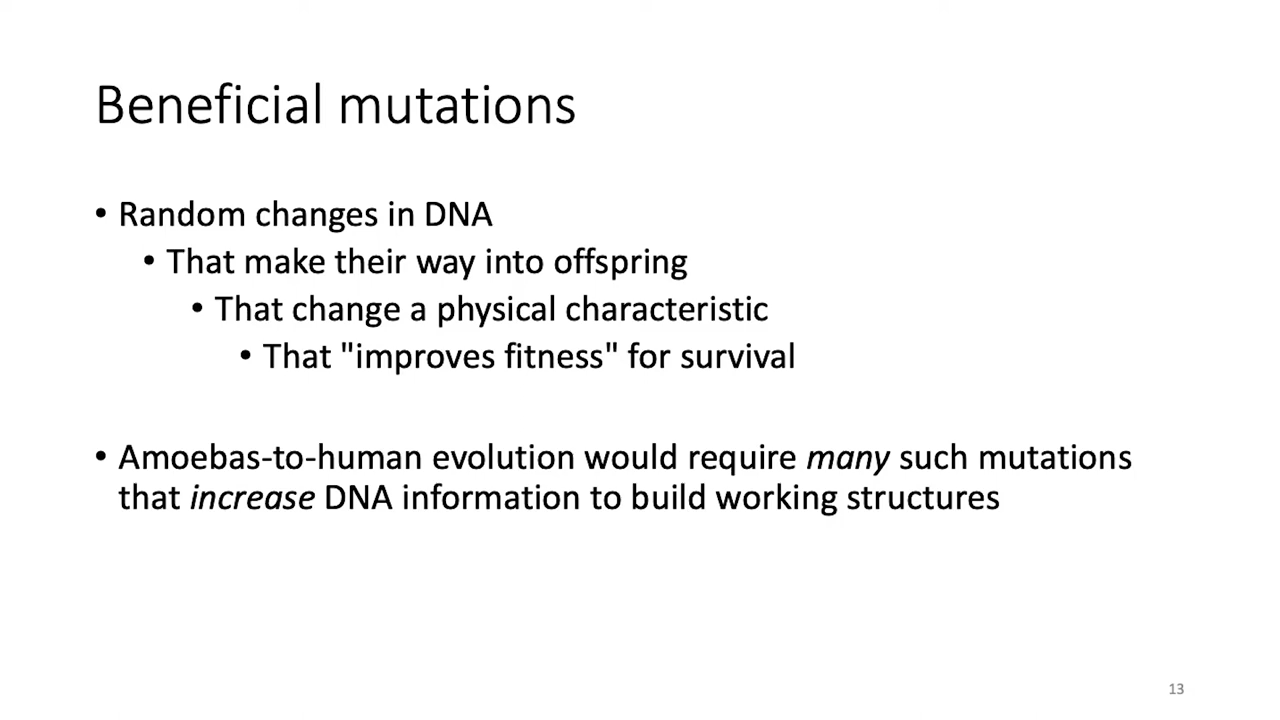 Beneficial mutations
• Random changes in DNA
• That make their way into offspring
• That change a physical characteristic
• That "improves fitness" for survival
• Amoebas-to-human evolution would require many such mutations
that increase DNA information to build working structures
13